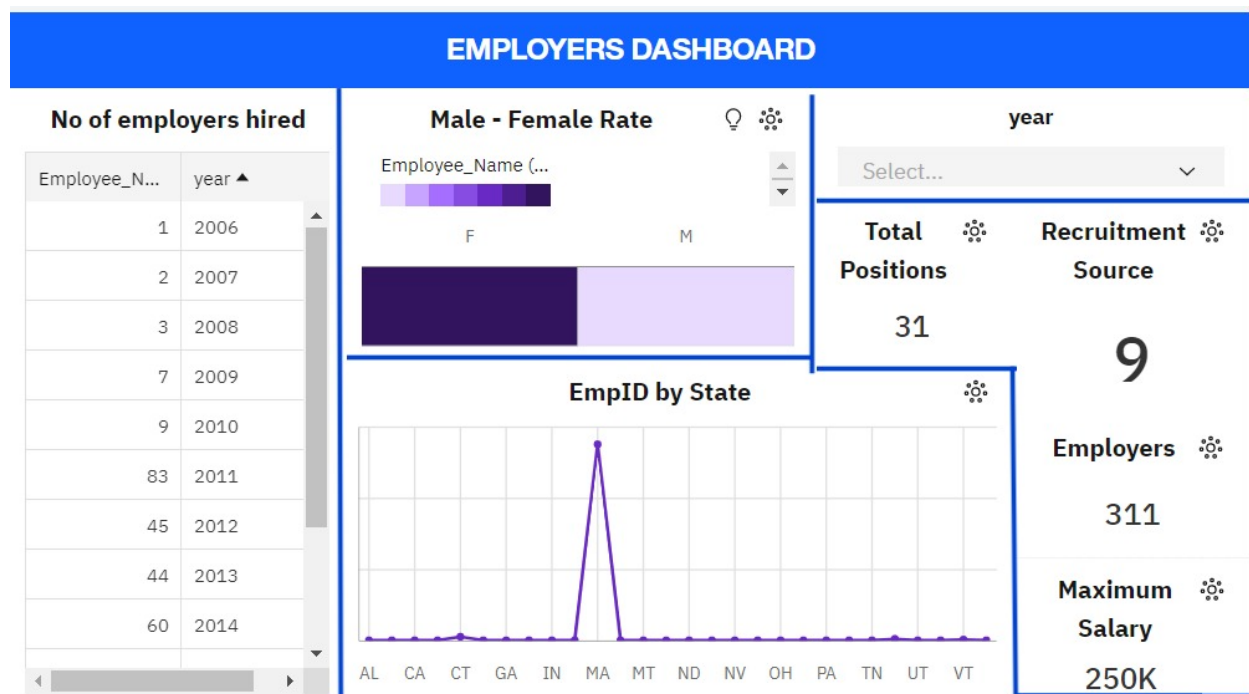 EMPLOYERS DASHBOARD
No of employers hired
Employee_N... year
1 2006
2 2007
3 2008
7 2009
9 2010
83 2011
45 2012
44 2013
60 2014
Male - Female Rate
Employee_Name (...
F M
year
Select...
Total
Positions
31
Recruitment
Source
9
Employers
311
Maximum
Salary
250K
EmpID by State
AL CA CT GA IN MA MT ND NV OH PA TN UT VT